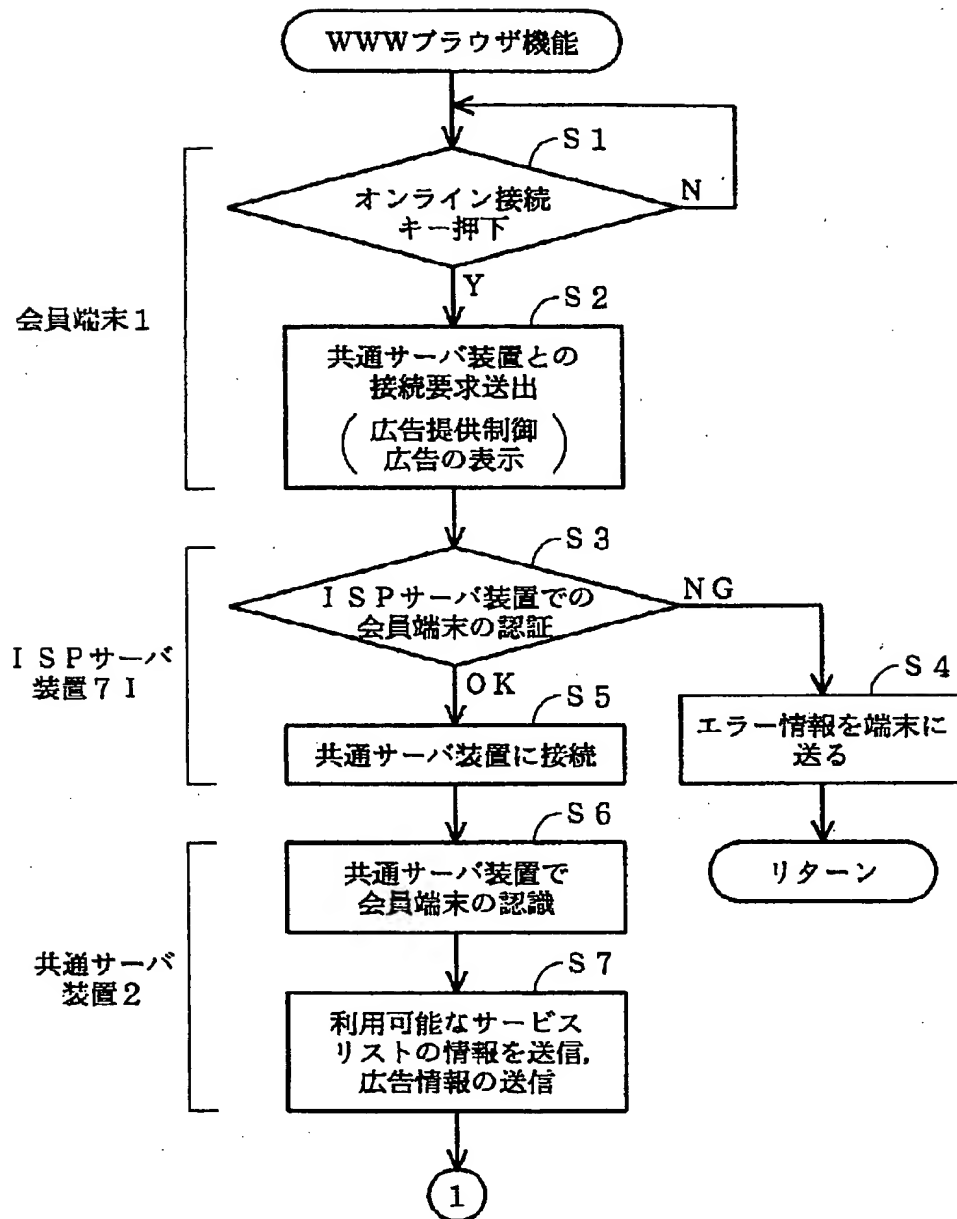 WWWブラウザ機能
S1
オンライン接続
キー押下
N
Y
会員端末1
S2
共通サーバ装置との
接続要求送出
(広告提供制御
広告の表示)
S3
ISPサーバ装置での
会員端末の認証
NG
OK
ISPサーバ
装置7I
S4
エラー情報を端末に
送る
S5
共通サーバ装置に接続
リターン
S6
共通サーバ装置で
会員端末の認識
共通サーバ
装置2
S7
利用可能なサービス
リストの情報を送信,
広告情報の送信
1